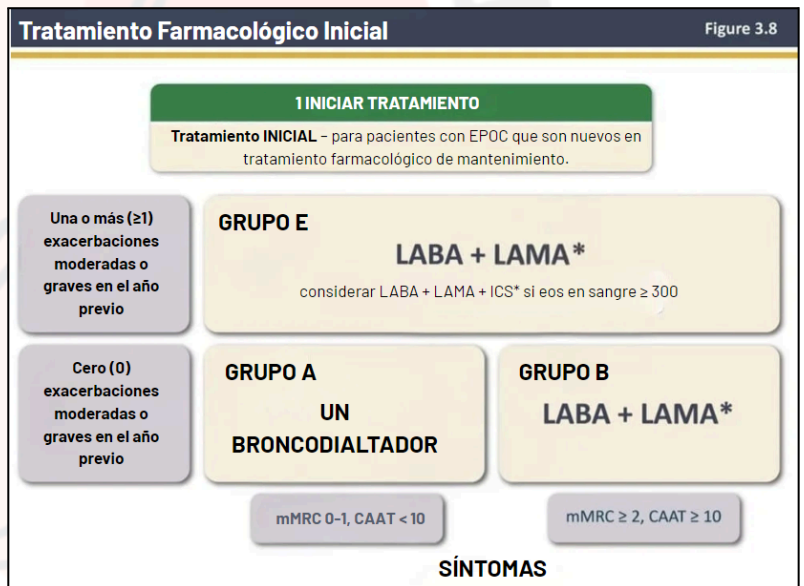 Tratamiento Farmacológico Inicial
Figure 3.8
1 INICIAR TRATAMIENTO
Tratamiento INICIAL – para pacientes con EPOC que son nuevos en
tratamiento farmacológico de mantenimiento.
Una o más (≥1)
exacerbaciones
moderadas o
graves en el año
previo
GRUPO E
LABA + LAMA*
considerar LABA + LAMA + ICS* si eos en sangre ≥ 300
Cero (0)
exacerbaciones
moderadas o
graves en el año
previo
GRUPO A
UN
BRONCODIALTADOR
GRUPO B
LABA + LAMA*
mMRC 0-1, CAAT < 10
mMRC ≥ 2, CAAT ≥ 10
SÍNTOMAS